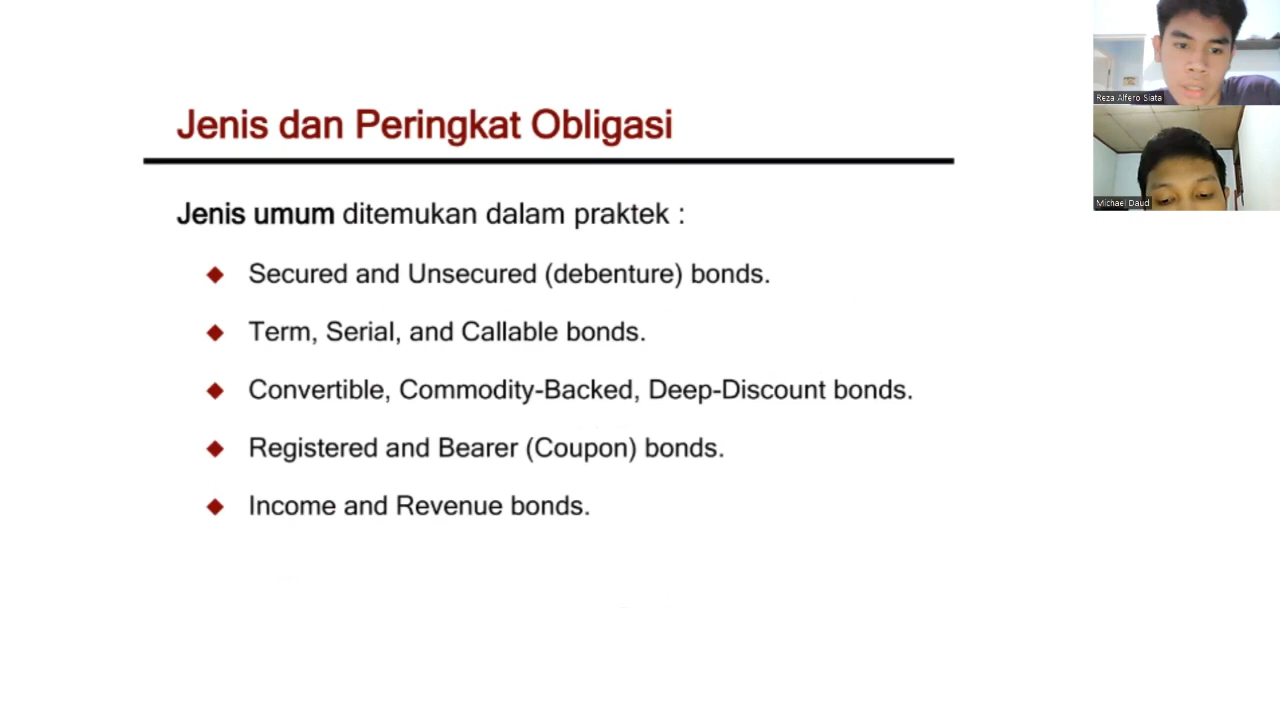 Jenis dan Peringkat Obligasi
Jenis umum ditemukan dalam praktek :
Secured and Unsecured (debenture) bonds.
Term, Serial, and Callable bonds.
Convertible, Commodity-Backed, Deep-Discount bonds.
Registered and Bearer (Coupon) bonds.
Income and Revenue bonds.
Reza Alfero Siata
Michael Daud